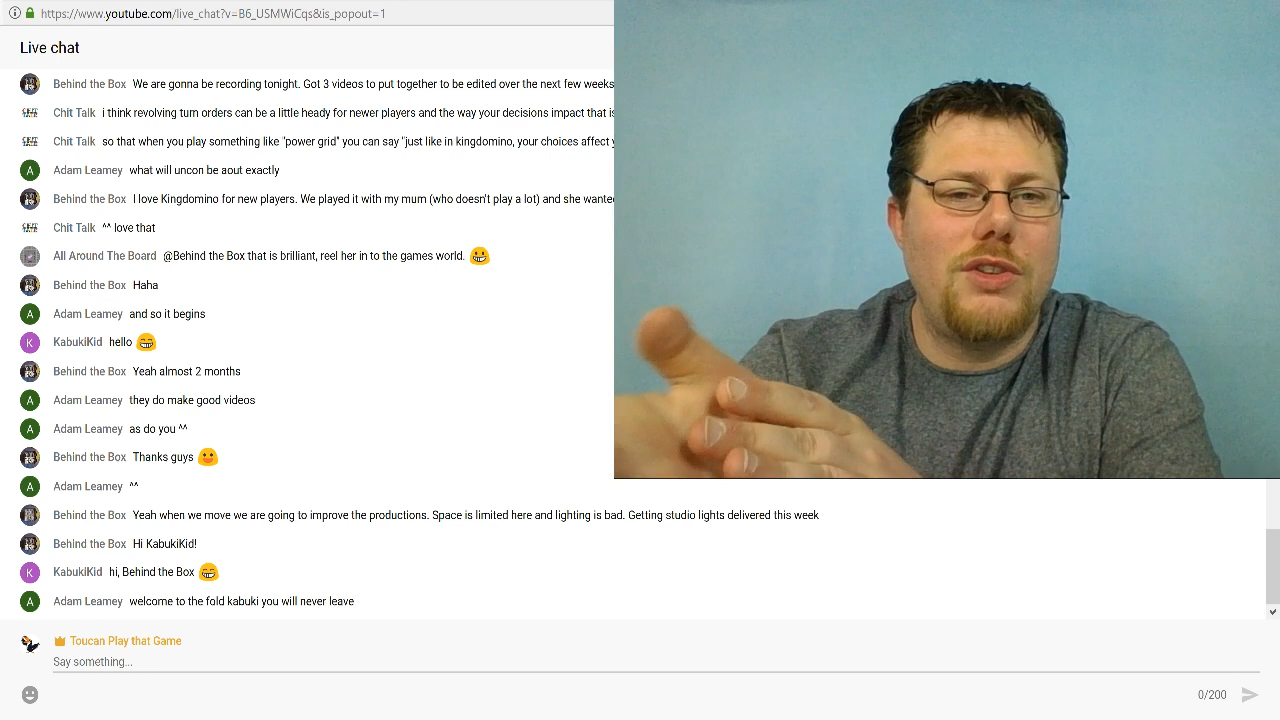 https://www.youtube.com/live_chat?v=B6_USMWiCqs&is_popout=1
Live chat
Behind the Box We are gonna be recording tonight. Got 3 videos to put together to be edited over the next few weeks
Chit Talk i think revolving turn orders can be a little heady for newer players and the way your decisions impact that is
Chit Talk so that when you play something like "power grid" you can say "just like in kingdomino, your choices affect
Adam Leamey what will uncon be aout exactly
Behind the Box I love Kingdomino for new players. We played it with my mum (who doesn't play a lot) and she wanted
Chit Talk ^^ love that
All Around The Board @Behind the Box that is brilliant, reel her in to the games world. 😀
Behind the Box Haha
Adam Leamey and so it begins
KabukiKid hello 😁
Behind the Box Yeah almost 2 months
Adam Leamey they do make good videos
Adam Leamey as do you ^^
Behind the Box Thanks guys 😃
Adam Leamey ^^
Behind the Box Yeah when we move we are going to improve the productions. Space is limited here and lighting is bad. Getting studio lights delivered this week
Behind the Box Hi KabukiKid!
KabukiKid hi, Behind the Box 😁
Adam Leamey welcome to the fold kabuki you will never leave
Toucan Play that Game
Say something...
0/200